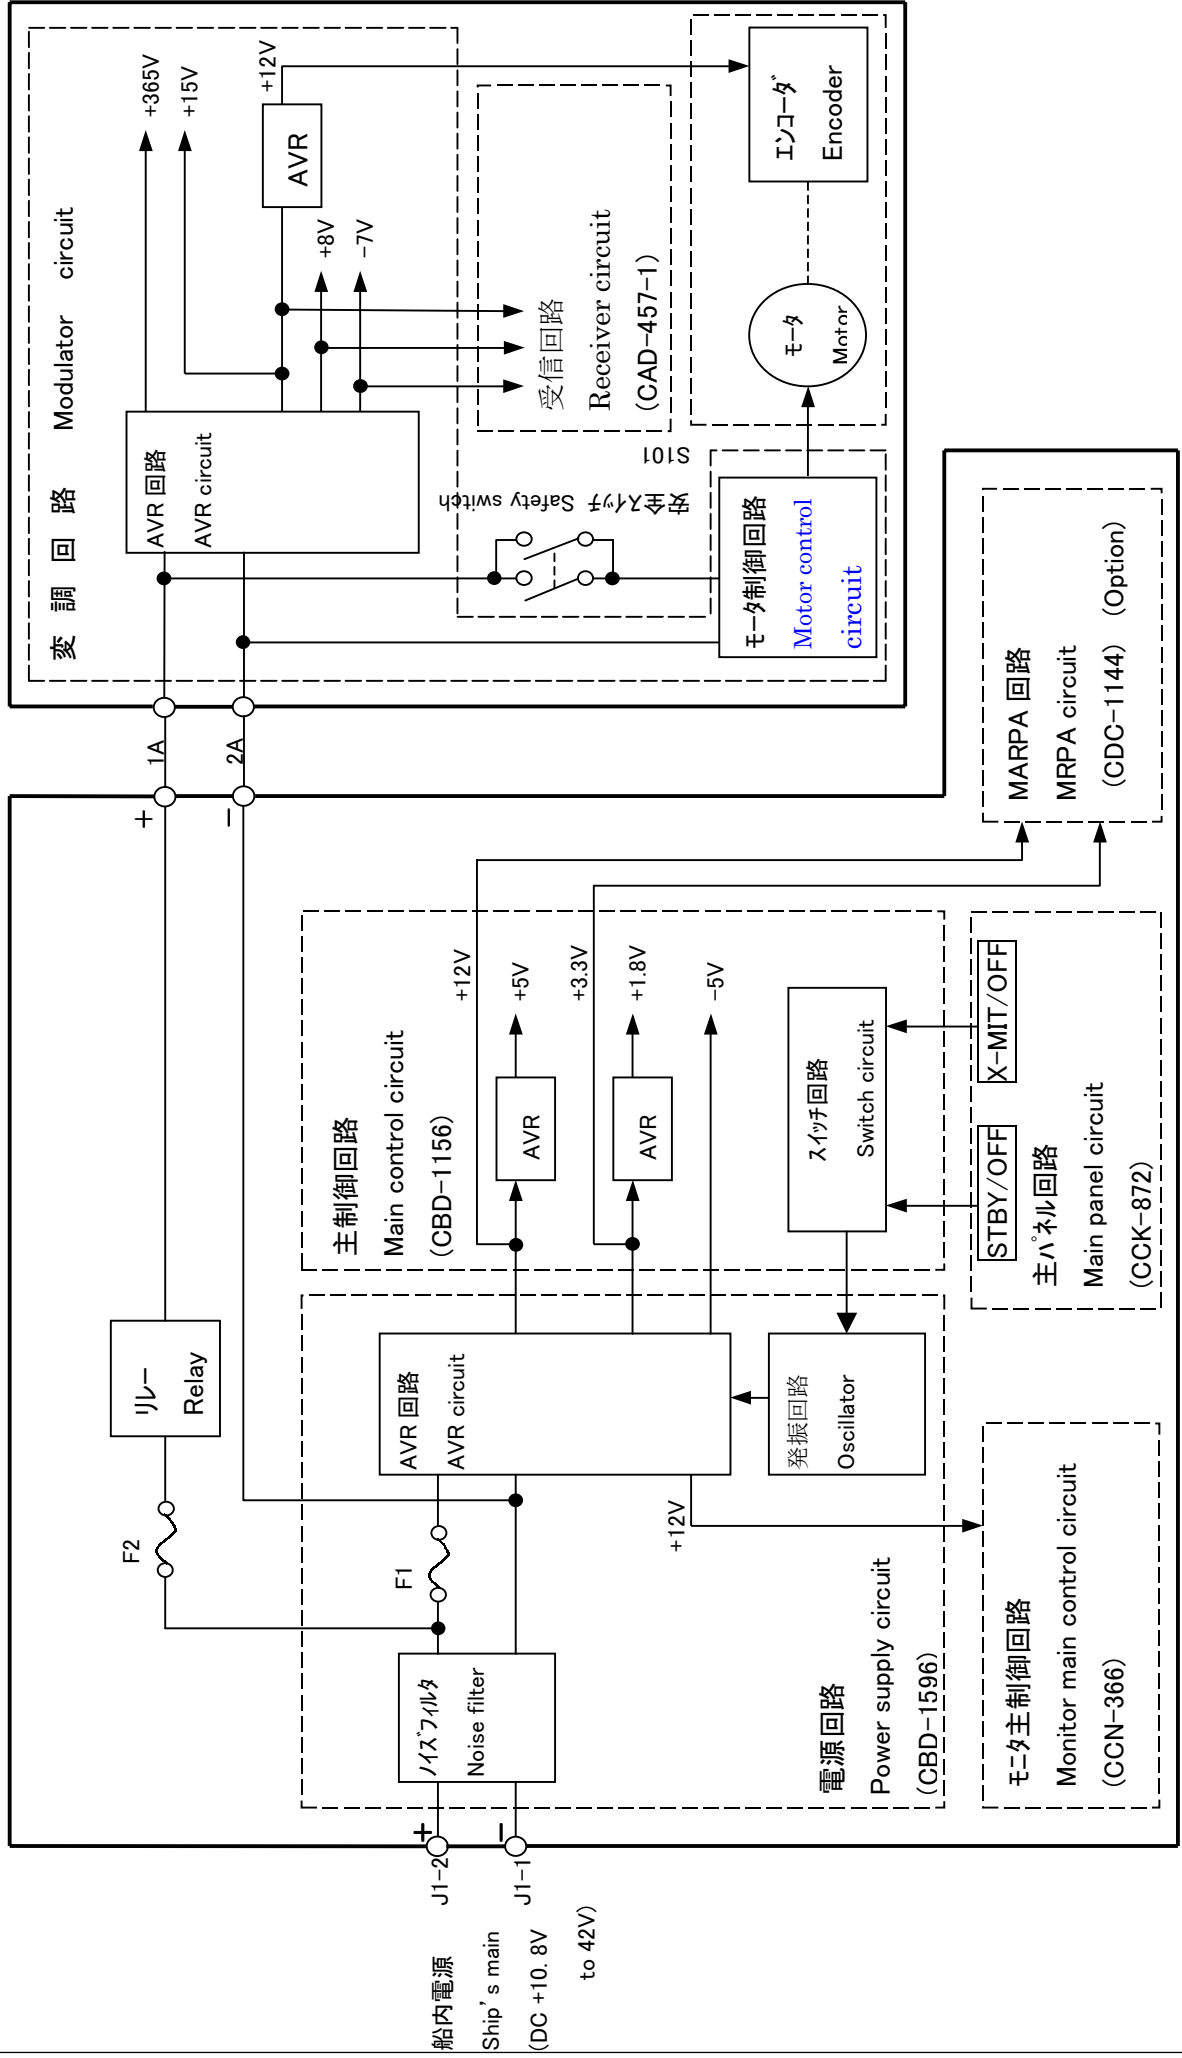 船内電源
Ship's main
(DC +10. 8V
to 42V)
J1-2
+
J1-1
−
ﾉｲｽﾞﾌｨﾙﾀ
Noise filter
F1
F2
リレー
Relay
AVR 回路
AVR circuit
+12V
発振回路
Oscillator
電源回路
Power supply circuit
(CBD-1596)
モニタ主制御回路
Monitor main control circuit
(CCN-366)
主制御回路
Main control circuit
(CBD-1156)
+12V
AVR
+5V
+3.3V
AVR
+1.8V
-5V
ｽｲｯﾁ回路
Switch circuit
STBY/OFF
X-MIT/OFF
主ﾊﾟﾈﾙ回路
Main panel circuit
(CCK-872)
MARPA 回路
MRPA circuit
(CDC-1144) (Option)
+
−
1A
2A
変調回路 Modulator circuit
AVR 回路
AVR circuit
+365V
+15V
AVR
+12V
+8V
-7V
受信回路
Receiver circuit
(CAD-457-1)
安全ｽｲｯﾁ Safety switch
S101
ﾓｰﾀ制御回路
Motor control
circuit
ﾓｰﾀ
Motor
ｴﾝｺｰﾀﾞ
Encoder